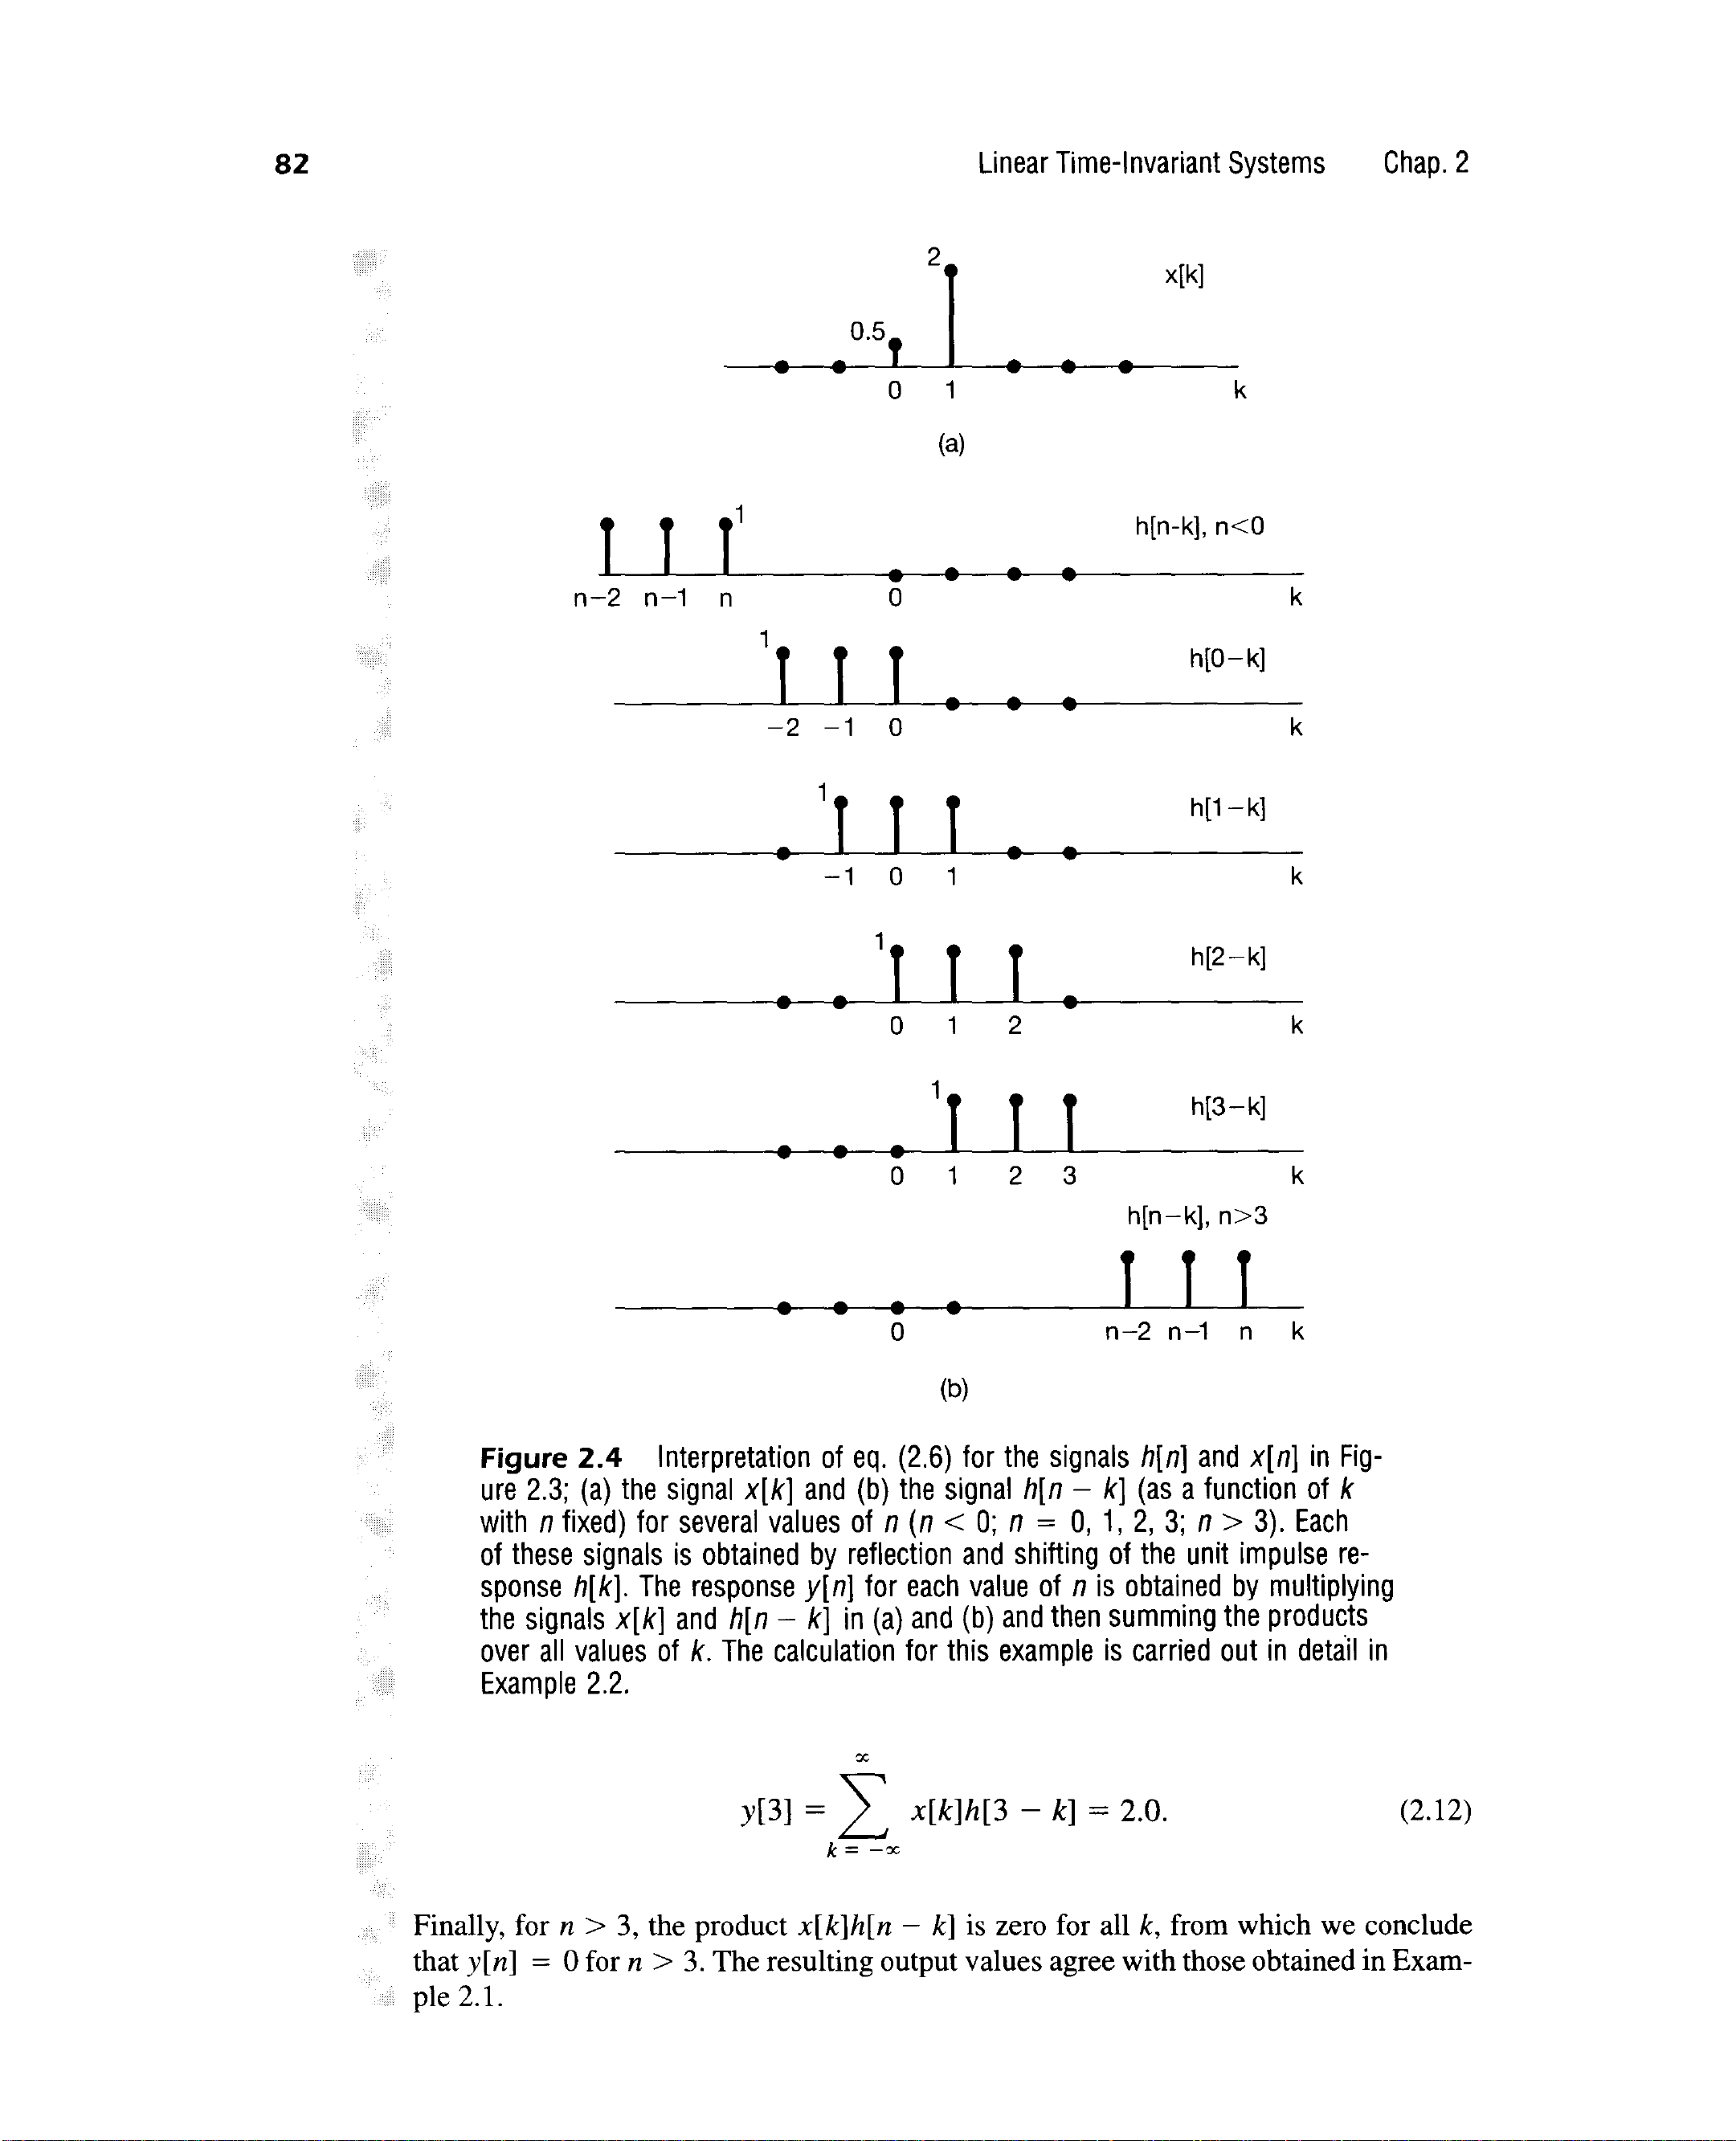 82
Linear Time-Invariant Systems Chap. 2
2
x[k]
0.5
0 1 k
(a)
1
h[n-k], n<0
n−2 n−1 n 0 k
1
h[0−k]
−2 −1 0 k
1
h[1−k]
−1 0 1 k
1
h[2−k]
0 1 2 k
1
h[3−k]
0 1 2 3 k
h[n−k], n>3
0 n−2 n−1 n k
(b)
Figure 2.4 Interpretation of eq. (2.6) for the signals h[n] and x[n] in Fig-
ure 2.3; (a) the signal x[k] and (b) the signal h[n − k] (as a function of k
with n fixed) for several values of n (n < 0; n = 0, 1, 2, 3; n > 3). Each
of these signals is obtained by reflection and shifting of the unit impulse re-
sponse h[k]. The response y[n] for each value of n is obtained by multiplying
the signals x[k] and h[n − k] in (a) and (b) and then summing the products
over all values of k. The calculation for this example is carried out in detail in
Example 2.2.
∞
y[3] = ∑ x[k]h[3 − k] = 2.0. (2.12)
k = −∞
Finally, for n > 3, the product x[k]h[n − k] is zero for all k, from which we conclude
that y[n] = 0 for n > 3. The resulting output values agree with those obtained in Exam-
ple 2.1.